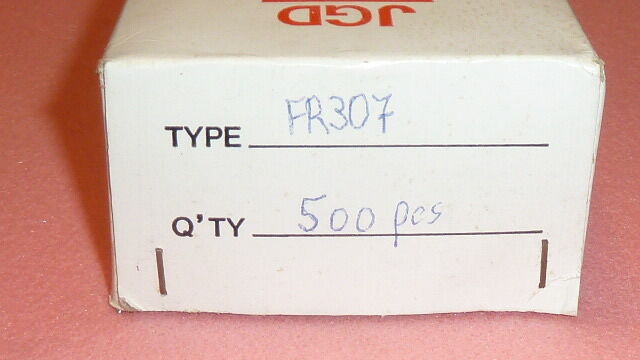 JGD
TYPE FR307
Q'TY 500 pcs